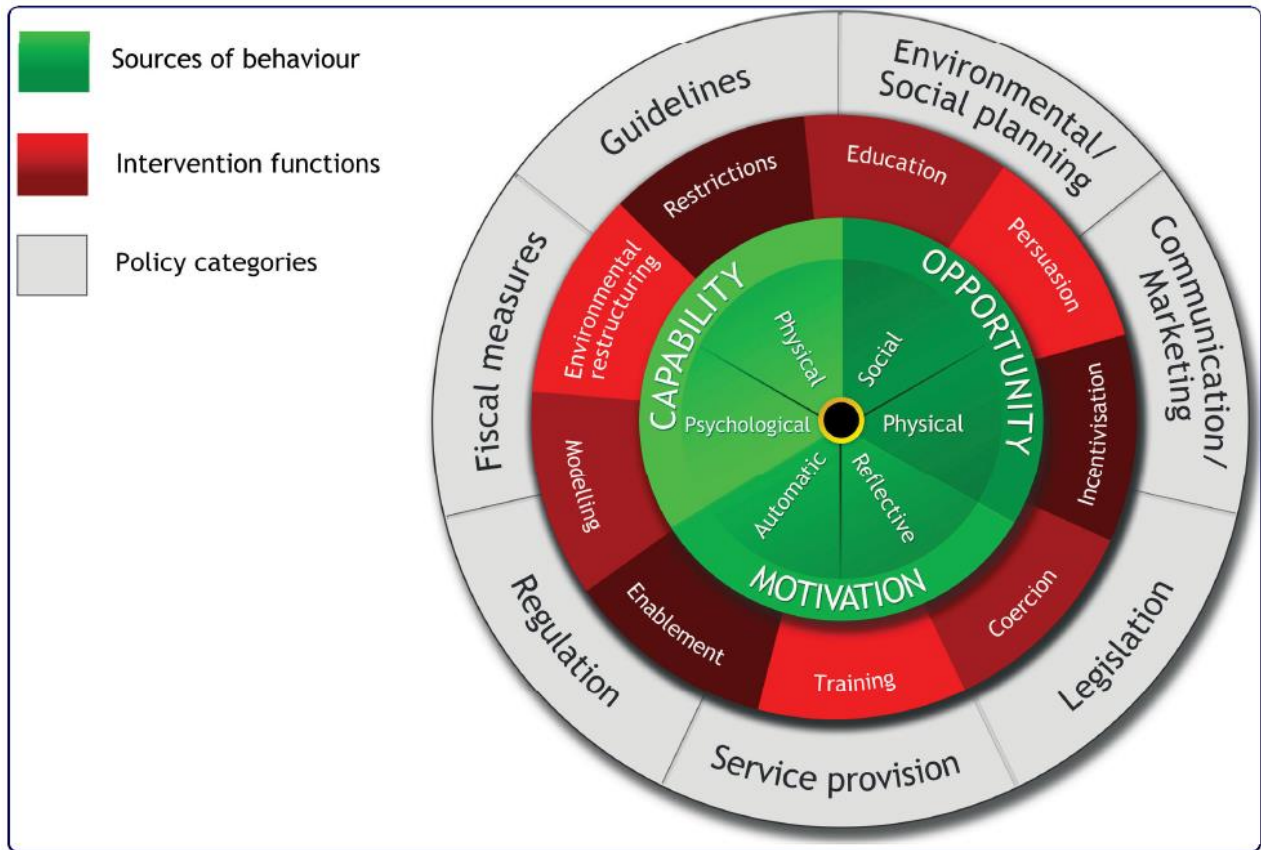 Sources of behaviour
Intervention functions
Policy categories
Guidelines
Environmental/
Social planning
Communication/
Marketing
Legislation
Service provision
Regulation
Fiscal measures
Restrictions
Education
Persuasion
Incentivisation
Coercion
Training
Enablement
Modelling
Environmental
restructuring
CAPABILITY
OPPORTUNITY
MOTIVATION
Physical
Social
Physical
Reflective
Automatic
Psychological